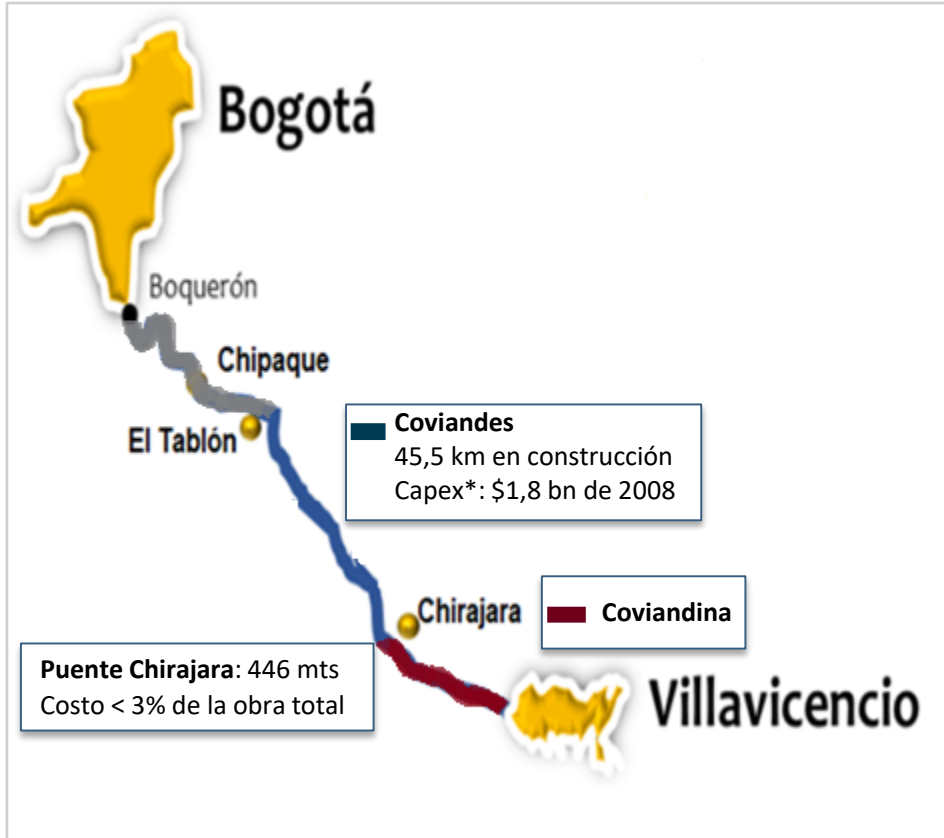 Bogotá
Boquerón
Chipaque
El Tablón
Coviandes
45,5 km en construcción
Capex*: $1,8 bn de 2008
Chirajara
Coviandina
Puente Chirajara: 446 mts
Costo < 3% de la obra total
Villavicencio